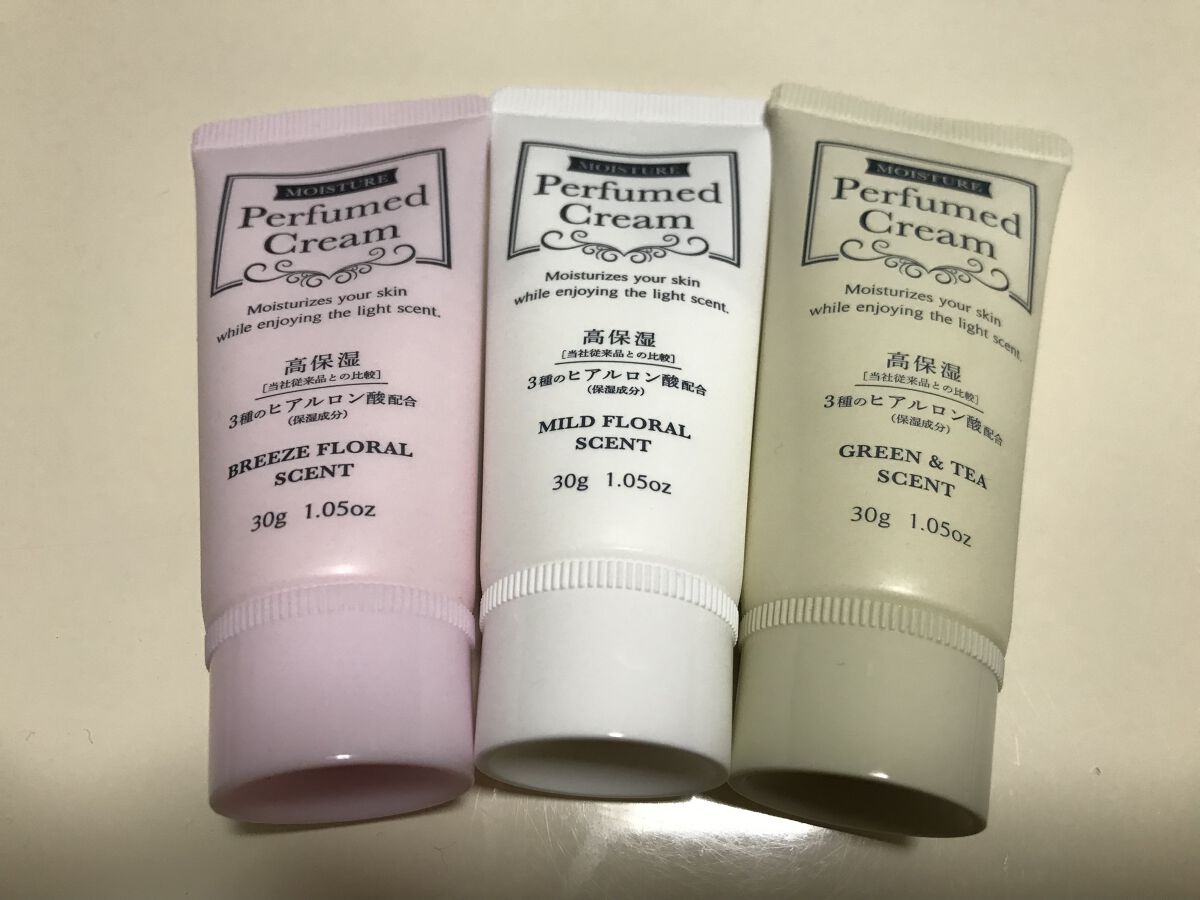 MOISTURE
Perfumed
Cream
Moisturizes your skin
while enjoying the light scent.
高保湿
[当社従来品との比較]
3種のヒアルロン酸配合
(保湿成分)
BREEZE FLORAL
SCENT
30g 1.05oz
MOISTURE
Perfumed
Cream
Moisturizes your skin
while enjoying the light scent.
高保湿
[当社従来品との比較]
3種のヒアルロン酸配合
(保湿成分)
MILD FLORAL
SCENT
30g 1.05oz
MOISTURE
Perfumed
Cream
Moisturizes your skin
while enjoying the light scent.
高保湿
[当社従来品との比較]
3種のヒアルロン酸配合
(保湿成分)
GREEN & TEA
SCENT
30g 1.05oz